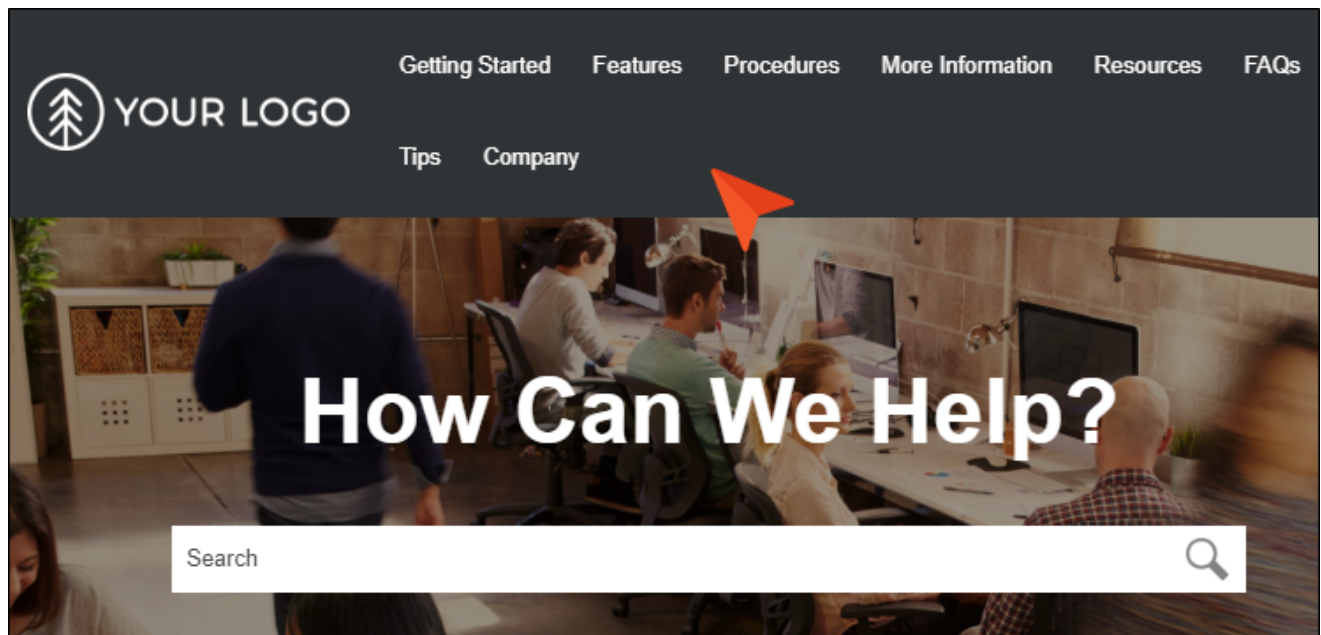 YOUR LOGO
Getting Started Features Procedures More Information Resources FAQs
Tips Company
How Can We Help?
Search